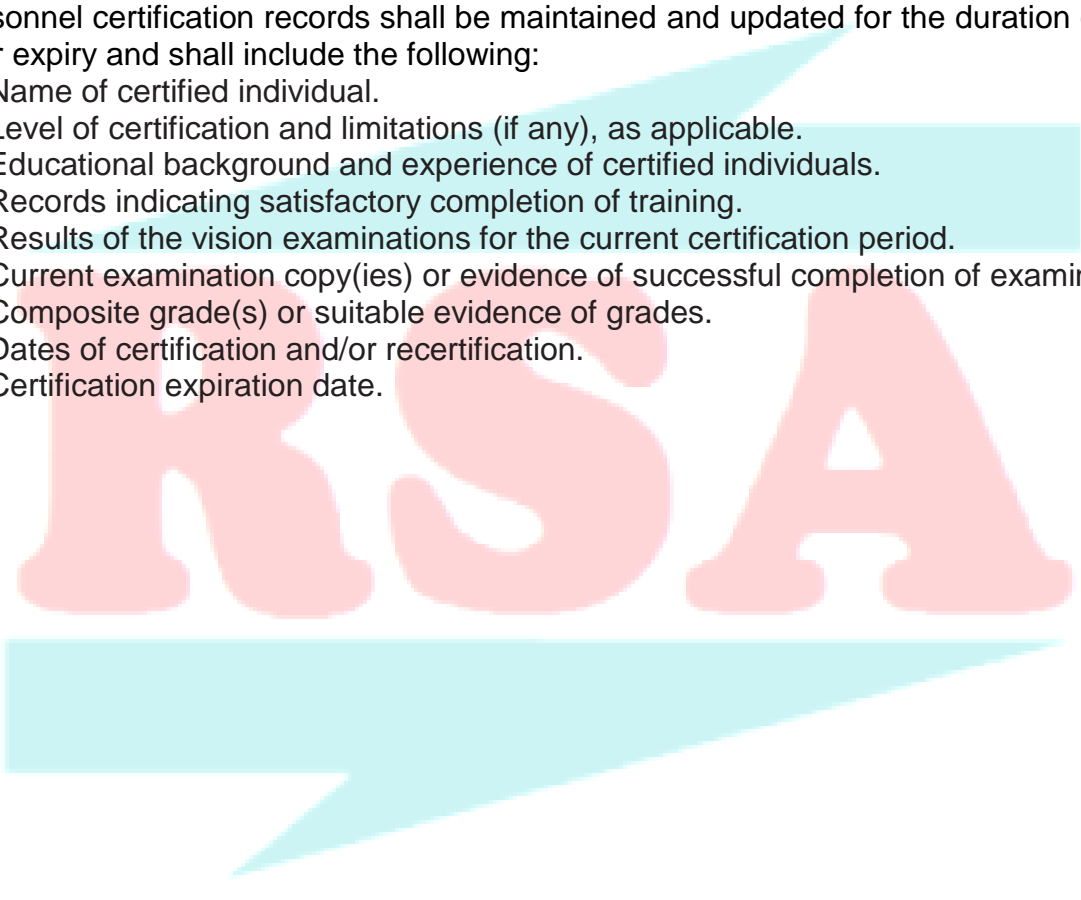 sonnel certification records shall be maintained and updated for the duration
r expiry and shall include the following:
Name of certified individual.
Level of certification and limitations (if any), as applicable.
Educational background and experience of certified individuals.
Records indicating satisfactory completion of training.
Results of the vision examinations for the current certification period.
Current examination copy(ies) or evidence of successful completion of exami
Composite grade(s) or suitable evidence of grades.
Dates of certification and/or recertification.
Certification expiration date.
RSA